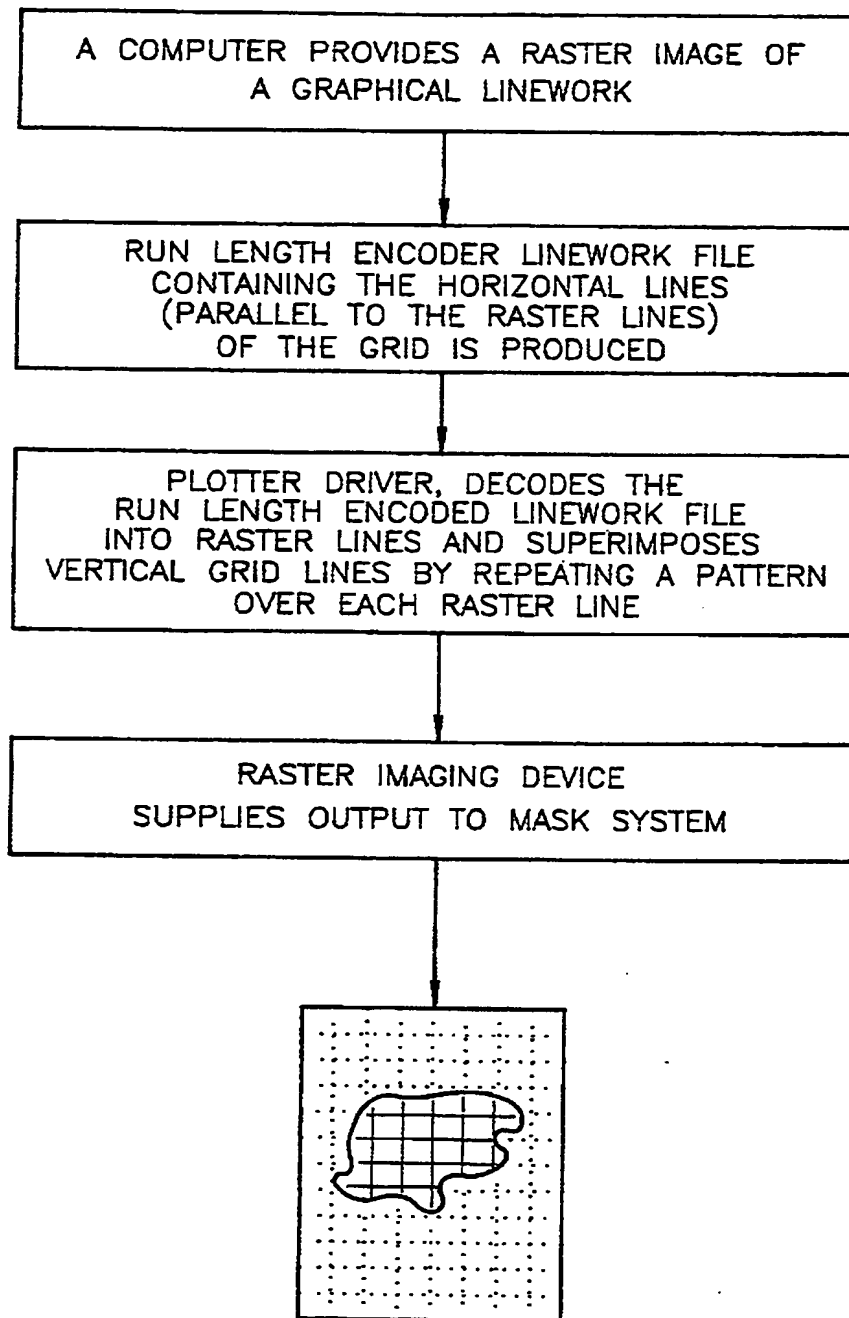 A COMPUTER PROVIDES A RASTER IMAGE OF
A GRAPHICAL LINEWORK
RUN LENGTH ENCODER LINEWORK FILE
CONTAINING THE HORIZONTAL LINES
(PARALLEL TO THE RASTER LINES)
OF THE GRID IS PRODUCED
PLOTTER DRIVER, DECODES THE
RUN LENGTH ENCODED LINEWORK FILE
INTO RASTER LINES AND SUPERIMPOSES
VERTICAL GRID LINES BY REPEATING A PATTERN
OVER EACH RASTER LINE
RASTER IMAGING DEVICE
SUPPLIES OUTPUT TO MASK SYSTEM